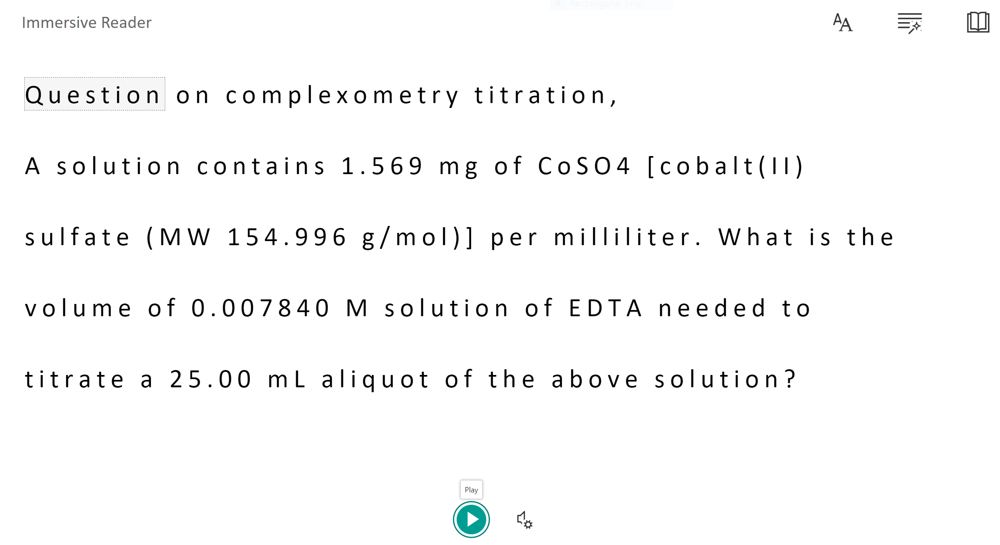 Rectangular Snip
Immersive Reader
Question on complexometry titration,
A solution contains 1.569 mg of CoSO4 [cobalt(II)
sulfate (MW 154.996 g/mol)] per milliliter. What is the
volume of 0.007840 M solution of EDTA needed to
titrate a 25.00 mL aliquot of the above solution?
Play